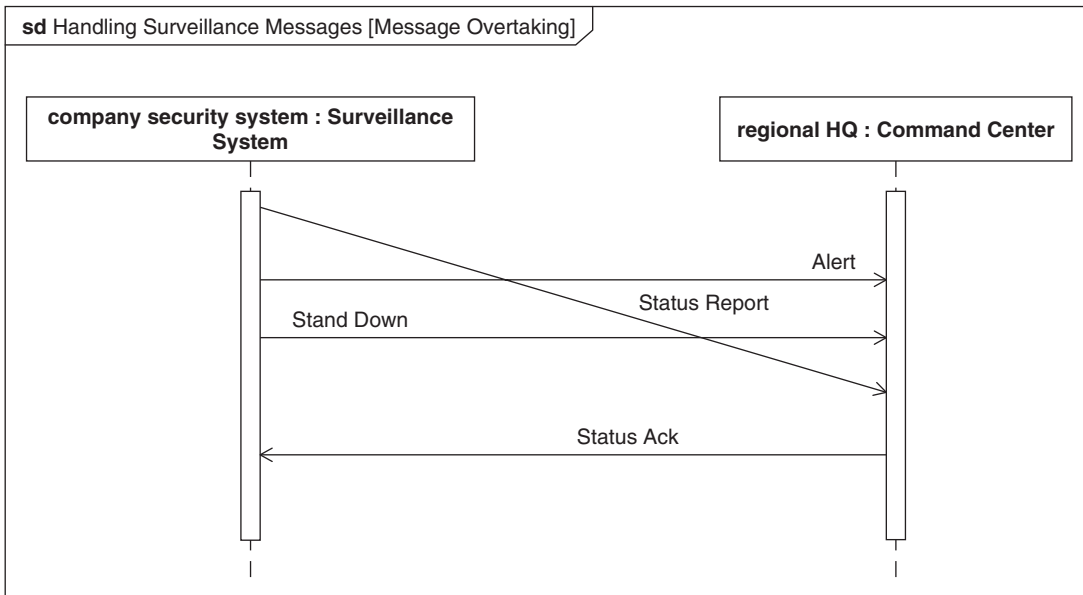 sd Handling Surveillance Messages [Message Overtaking]
company security system : Surveillance
System
regional HQ : Command Center
Alert
Status Report
Stand Down
Status Ack